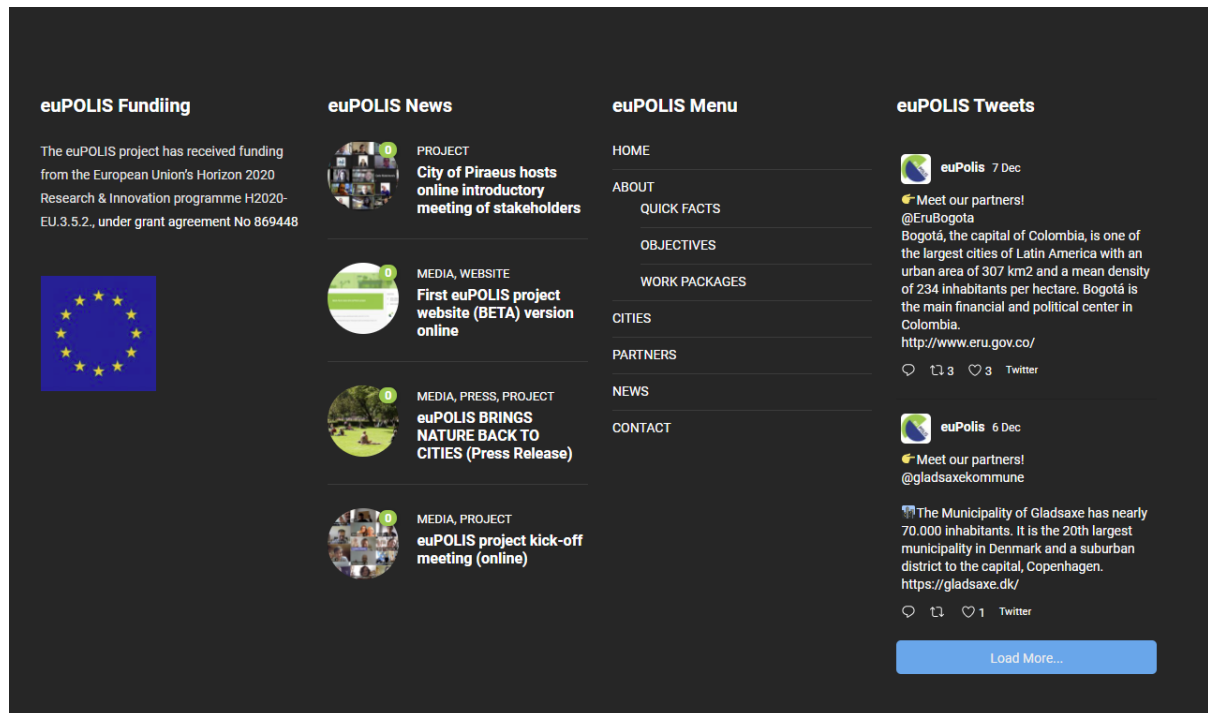 euPOLIS Fundiing
The euPOLIS project has received funding
from the European Union's Horizon 2020
Research & Innovation programme H2020-
EU.3.5.2., under grant agreement No 869448
euPOLIS News
0
PROJECT
City of Piraeus hosts
online introductory
meeting of stakeholders
0
MEDIA, WEBSITE
First euPOLIS project
website (BETA) version
online
0
MEDIA, PRESS, PROJECT
euPOLIS BRINGS
NATURE BACK TO
CITIES (Press Release)
0
MEDIA, PROJECT
euPOLIS project kick-off
meeting (online)
euPOLIS Menu
HOME
ABOUT
QUICK FACTS
OBJECTIVES
WORK PACKAGES
CITIES
PARTNERS
NEWS
CONTACT
euPOLIS Tweets
euPolis 7 Dec
👉Meet our partners!
@EruBogota
Bogotá, the capital of Colombia, is one of
the largest cities of Latin America with an
urban area of 307 km2 and a mean density
of 234 inhabitants per hectare. Bogotá is
the main financial and political center in
Colombia.
http://www.eru.gov.co/
3 3 Twitter
euPolis 6 Dec
👉Meet our partners!
@gladsaxekommune
The Municipality of Gladsaxe has nearly
70.000 inhabitants. It is the 20th largest
municipality in Denmark and a suburban
district to the capital, Copenhagen.
https://gladsaxe.dk/
1 Twitter
Load More...